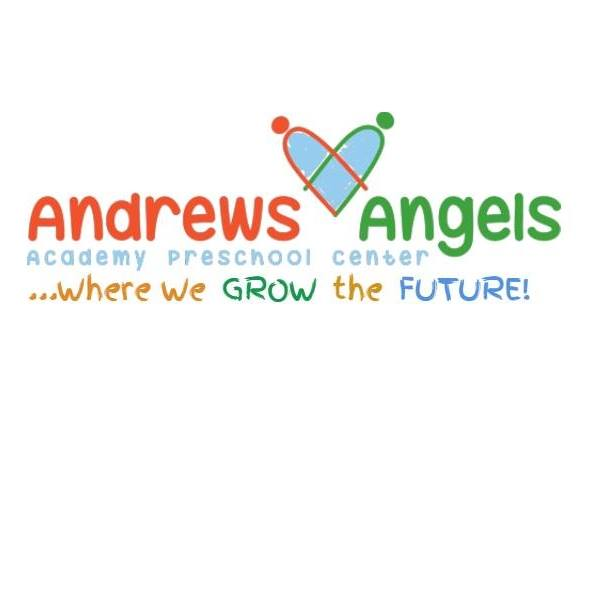 Andrews Angels
Academy Preschool Center
...Where We GROW the FUTURE!